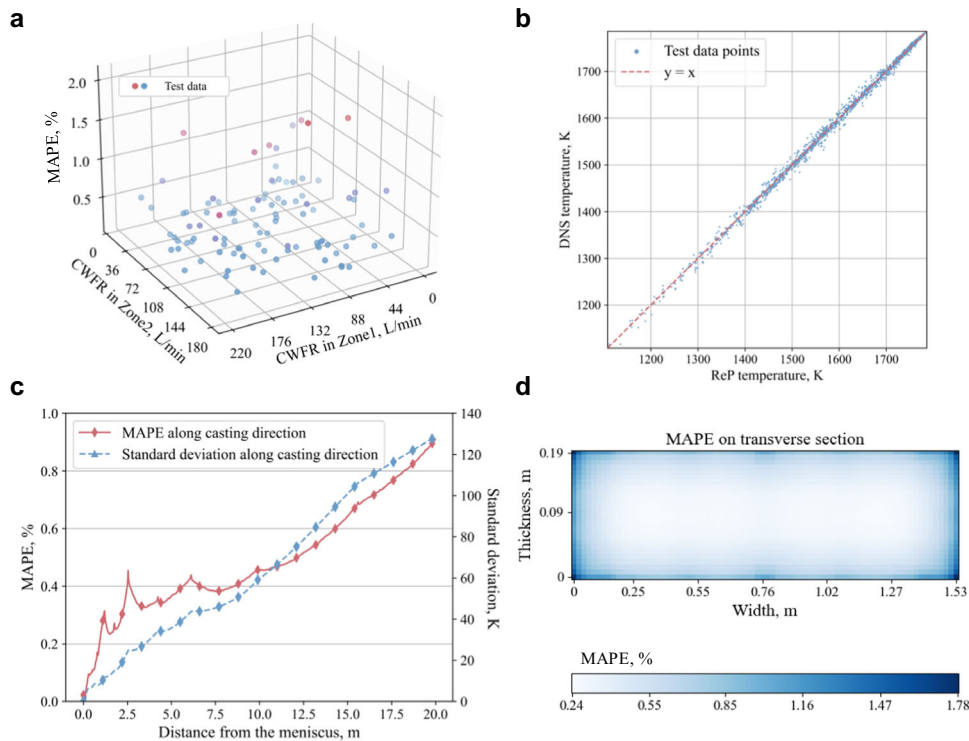 a
2.0
1.5
1.0
0.5
MAPE, %
Test data
0
36
72
108
144
180
CWFR in Zone2, L/min
220
176
132
88
44
0
CWFR in Zone1, L/min
b
Test data points
y = x
1700
1600
1500
1400
1300
1200
DNS temperature, K
1200 1300 1400 1500 1600 1700
ReP temperature, K
c
MAPE along casting direction
Standard deviation along casting direction
1.0
0.8
0.6
0.4
0.2
0.0
MAPE, %
140
120
100
80
60
40
20
0
Standard deviation, K
0.0 2.5 5.0 7.5 10.0 12.5 15.0 17.5 20.0
Distance from the meniscus, m
d
MAPE on transverse section
0.19
0.09
0
Thickness, m
0 0.25 0.55 0.76 1.02 1.27 1.53
Width, m
MAPE, %
0.24 0.55 0.85 1.16 1.47 1.78